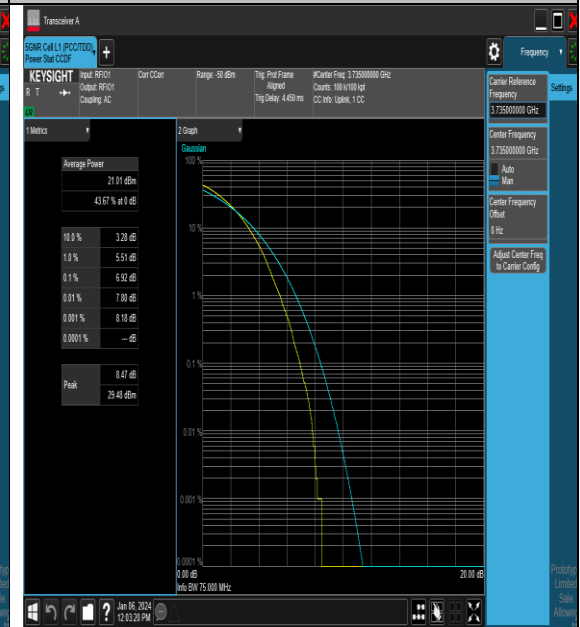 Transceiver A
5GNR Cell L1 (PCC/TDD),
Power Stat CCDF
Frequency
KEYSIGHT
R T
Input: RFIO1
Output: RFIO1
Coupling: AC
Corr CCorr
Range: -50 dBm
Trig: Prot Frame
Aligned
Trig Delay: 4.450 ms
#Center Freq: 3.735000000 GHz
Counts: 100 k/100 kpt
CC Info: Uplink, 1 CC
Carrier Reference
Frequency
3.735000000 GHz
Settings
Center Frequency
3.735000000 GHz
Auto
Man
Center Frequency
Offset
0 Hz
Adjust Center Freq
to Carrier Config
1 Metrics
Average Power
21.01 dBm
43.67 % at 0 dB
10.0 % 3.28 dB
1.0 % 5.51 dB
0.1 % 6.92 dB
0.01 % 7.80 dB
0.001 % 8.18 dB
0.0001 % --- dB
Peak
8.47 dB
29.48 dBm
2 Graph
Gaussian
100 %
10 %
1 %
0.1 %
0.01 %
0.001 %
0.0001 %
0.00 dB
20.00 dB
Info BW 75.000 MHz
Limited
Sale
Jan 06, 2024
12:03:20 PM
?